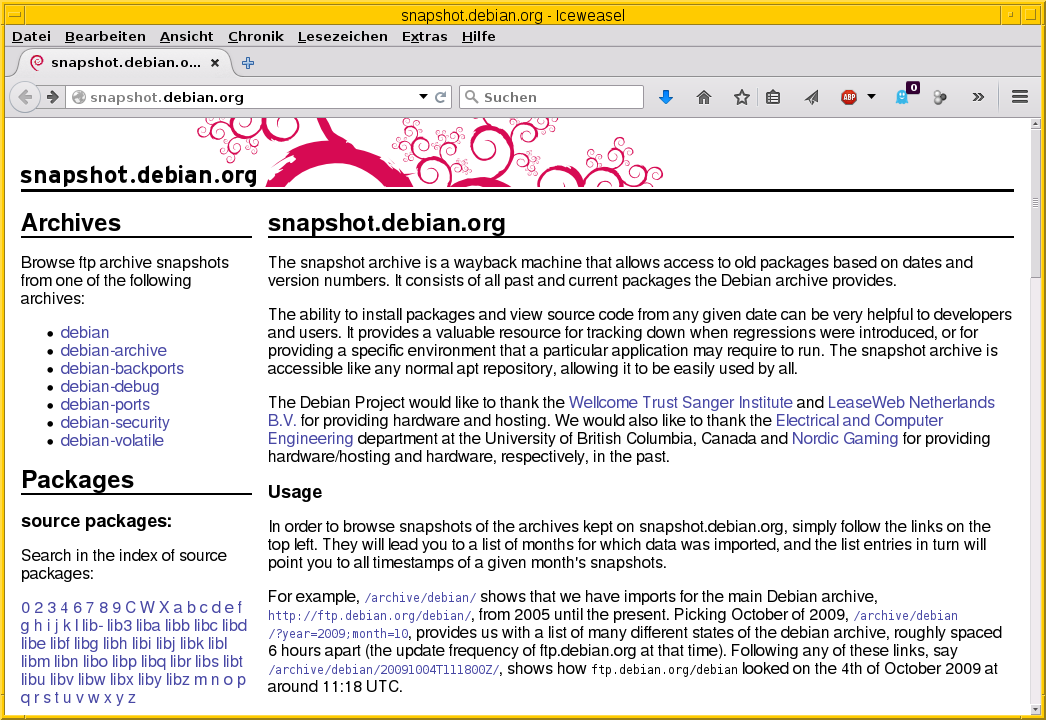 snapshot.debian.org - Iceweasel
Datei Bearbeiten Ansicht Chronik Lesezeichen Extras Hilfe
snapshot.debian.o...
snapshot.debian.org
Suchen
ABP
0
snapshot.debian.org
Archives
Browse ftp archive snapshots
from one of the following
archives:
debian
debian-archive
debian-backports
debian-debug
debian-ports
debian-security
debian-volatile
Packages
source packages:
Search in the index of source
packages:
0 2 3 4 6 7 8 9 C W X a b c d e f
g h i j k l lib- lib3 liba libb libc libd
libe libf libg libh libi libj libk libl
libm libn libo libp libq libr libs libt
libu libv libw libx liby libz m n o p
q r s t u v w x y z
snapshot.debian.org
The snapshot archive is a wayback machine that allows access to old packages based on dates and
version numbers. It consists of all past and current packages the Debian archive provides.
The ability to install packages and view source code from any given date can be very helpful to developers
and users. It provides a valuable resource for tracking down when regressions were introduced, or for
providing a specific environment that a particular application may require to run. The snapshot archive is
accessible like any normal apt repository, allowing it to be easily used by all.
The Debian Project would like to thank the Wellcome Trust Sanger Institute and LeaseWeb Netherlands
B.V. for providing hardware and hosting. We would also like to thank the Electrical and Computer
Engineering department at the University of British Columbia, Canada and Nordic Gaming for providing
hardware/hosting and hardware, respectively, in the past.
Usage
In order to browse snapshots of the archives kept on snapshot.debian.org, simply follow the links on the
top left. They will lead you to a list of months for which data was imported, and the list entries in turn will
point you to all timestamps of a given month's snapshots.
For example, /archive/debian/ shows that we have imports for the main Debian archive,
http://ftp.debian.org/debian/, from 2005 until the present. Picking October of 2009, /archive/debian
/?year=2009;month=10, provides us with a list of many different states of the debian archive, roughly spaced
6 hours apart (the update frequency of ftp.debian.org at that time). Following any of these links, say
/archive/debian/20091004T111800Z/, shows how ftp.debian.org/debian looked on the 4th of October 2009 at
around 11:18 UTC.